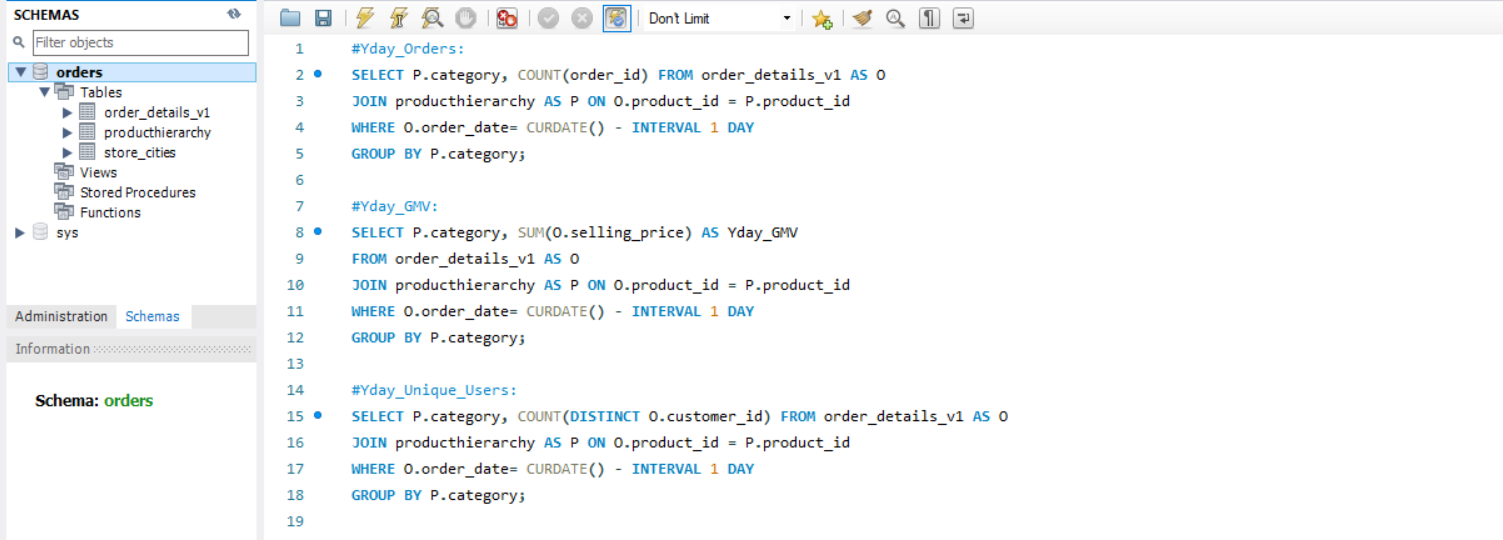 SCHEMAS
Filter objects
orders
Tables
order_details_v1
producthierarchy
store_cities
Views
Stored Procedures
Functions
sys
Administration Schemas
Information
Schema: orders
Don't Limit
1 #Yday_Orders:
2 SELECT P.category, COUNT(order_id) FROM order_details_v1 AS O
3 JOIN producthierarchy AS P ON O.product_id = P.product_id
4 WHERE O.order_date= CURDATE() - INTERVAL 1 DAY
5 GROUP BY P.category;
6
7 #Yday_GMV:
8 SELECT P.category, SUM(O.selling_price) AS Yday_GMV
9 FROM order_details_v1 AS O
10 JOIN producthierarchy AS P ON O.product_id = P.product_id
11 WHERE O.order_date= CURDATE() - INTERVAL 1 DAY
12 GROUP BY P.category;
13
14 #Yday_Unique_Users:
15 SELECT P.category, COUNT(DISTINCT O.customer_id) FROM order_details_v1 AS O
16 JOIN producthierarchy AS P ON O.product_id = P.product_id
17 WHERE O.order_date= CURDATE() - INTERVAL 1 DAY
18 GROUP BY P.category;
19